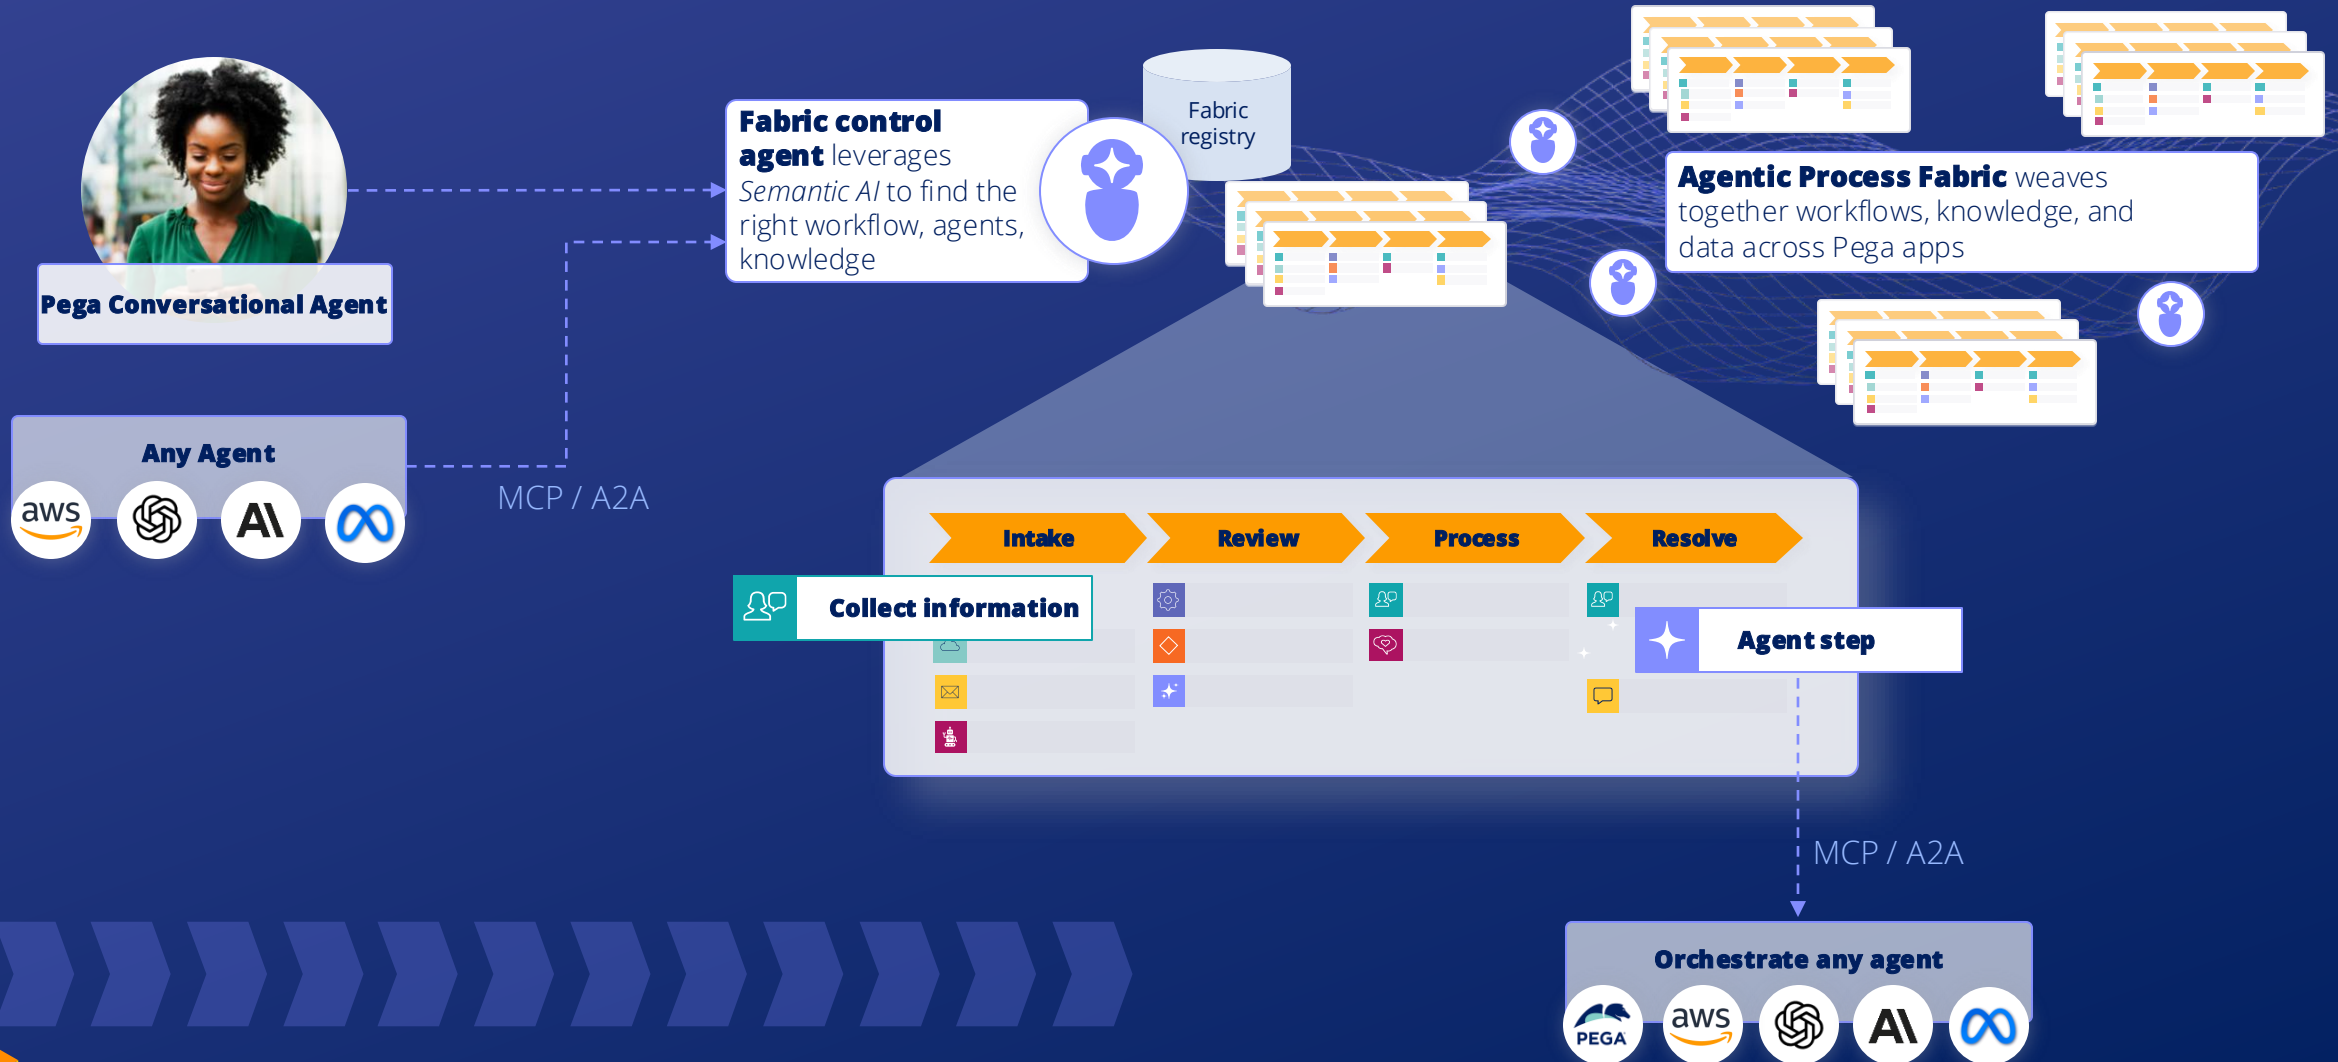 Fabric
registry
Fabric control
agent leverages
Semantic AI to find the
right workflow, agents,
knowledge
Agentic Process Fabric weaves
together workflows, knowledge, and
data across Pega apps
Pega Conversational Agent
Any Agent
aws
MCP / A2A
Intake
Review
Process
Resolve
Collect information
Agent step
MCP / A2A
Orchestrate any agent
PEGA
aws